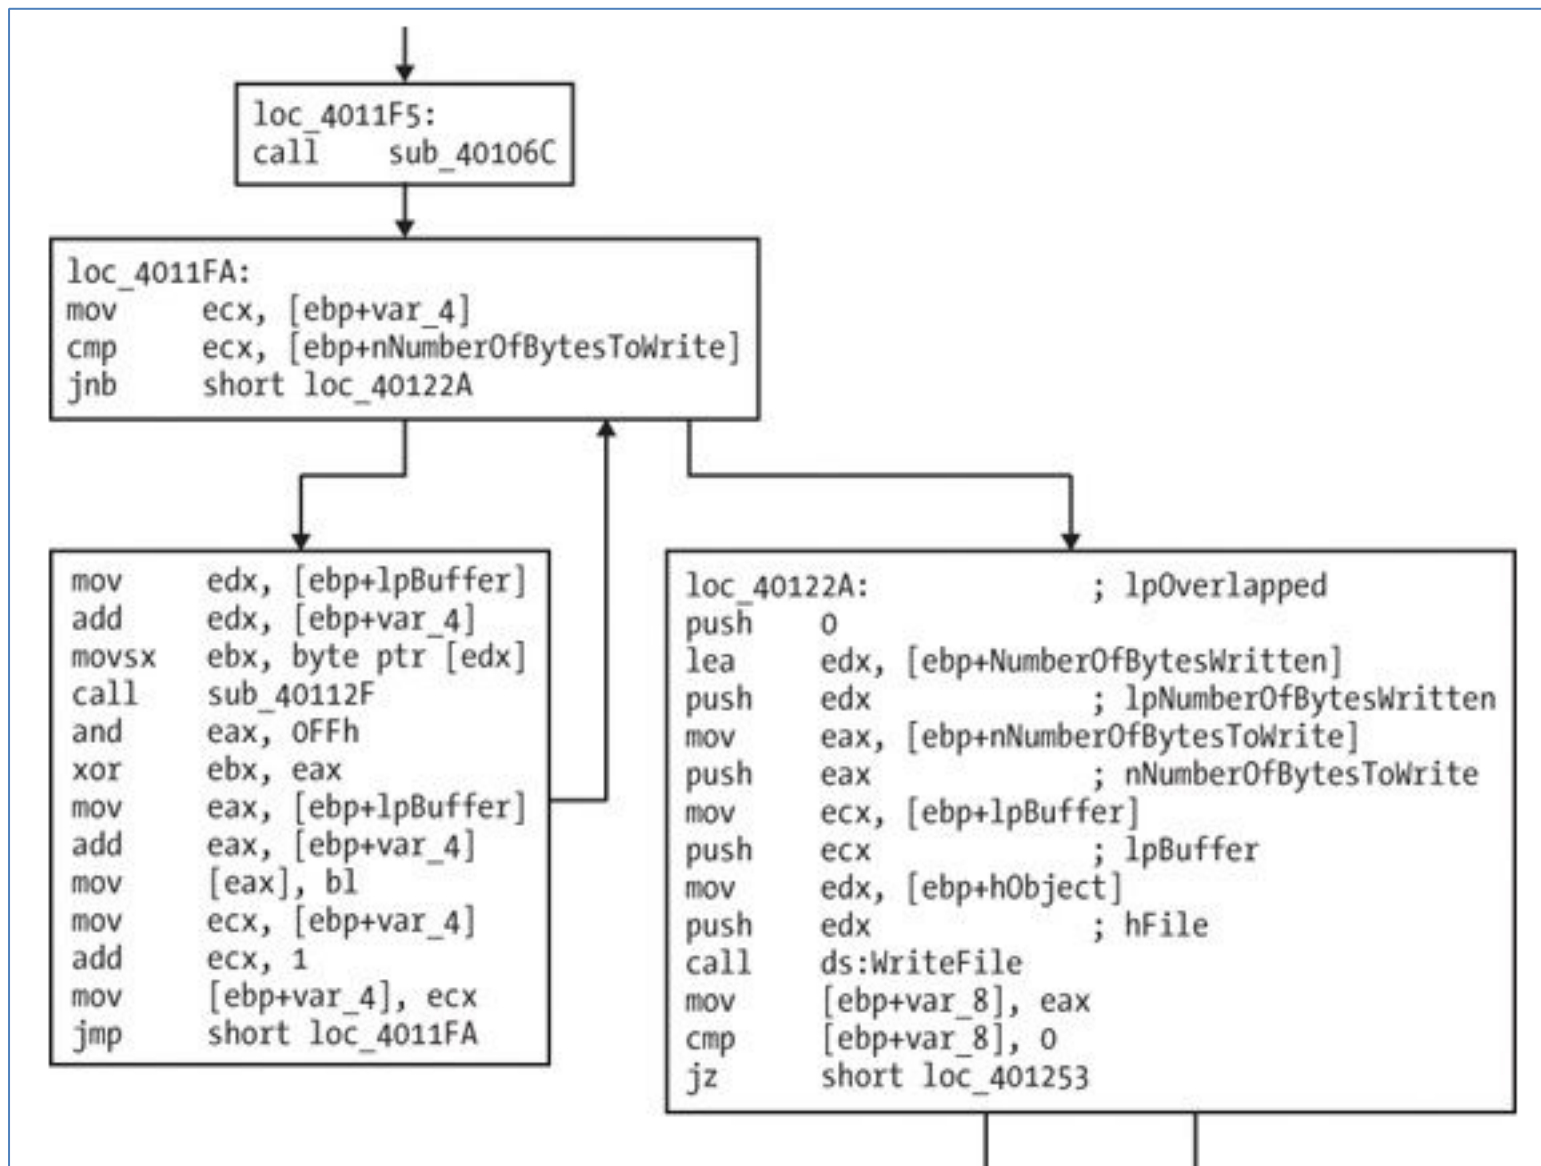 loc_4011F5:
call sub_40106C
loc_4011FA:
mov ecx, [ebp+var_4]
cmp ecx, [ebp+nNumberOfBytesToWrite]
jnb short loc_40122A
mov edx, [ebp+lpBuffer]
add edx, [ebp+var_4]
movsx ebx, byte ptr [edx]
call sub_40112F
and eax, 0FFh
xor ebx, eax
mov eax, [ebp+lpBuffer]
add eax, [ebp+var_4]
mov [eax], bl
mov ecx, [ebp+var_4]
add ecx, 1
mov [ebp+var_4], ecx
jmp short loc_4011FA
loc_40122A: ; lpOverlapped
push 0
lea edx, [ebp+NumberOfBytesWritten]
push edx ; lpNumberOfBytesWritten
mov eax, [ebp+nNumberOfBytesToWrite]
push eax ; nNumberOfBytesToWrite
mov ecx, [ebp+lpBuffer]
push ecx ; lpBuffer
mov edx, [ebp+hObject]
push edx ; hFile
call ds:WriteFile
mov [ebp+var_8], eax
cmp [ebp+var_8], 0
jz short loc_401253